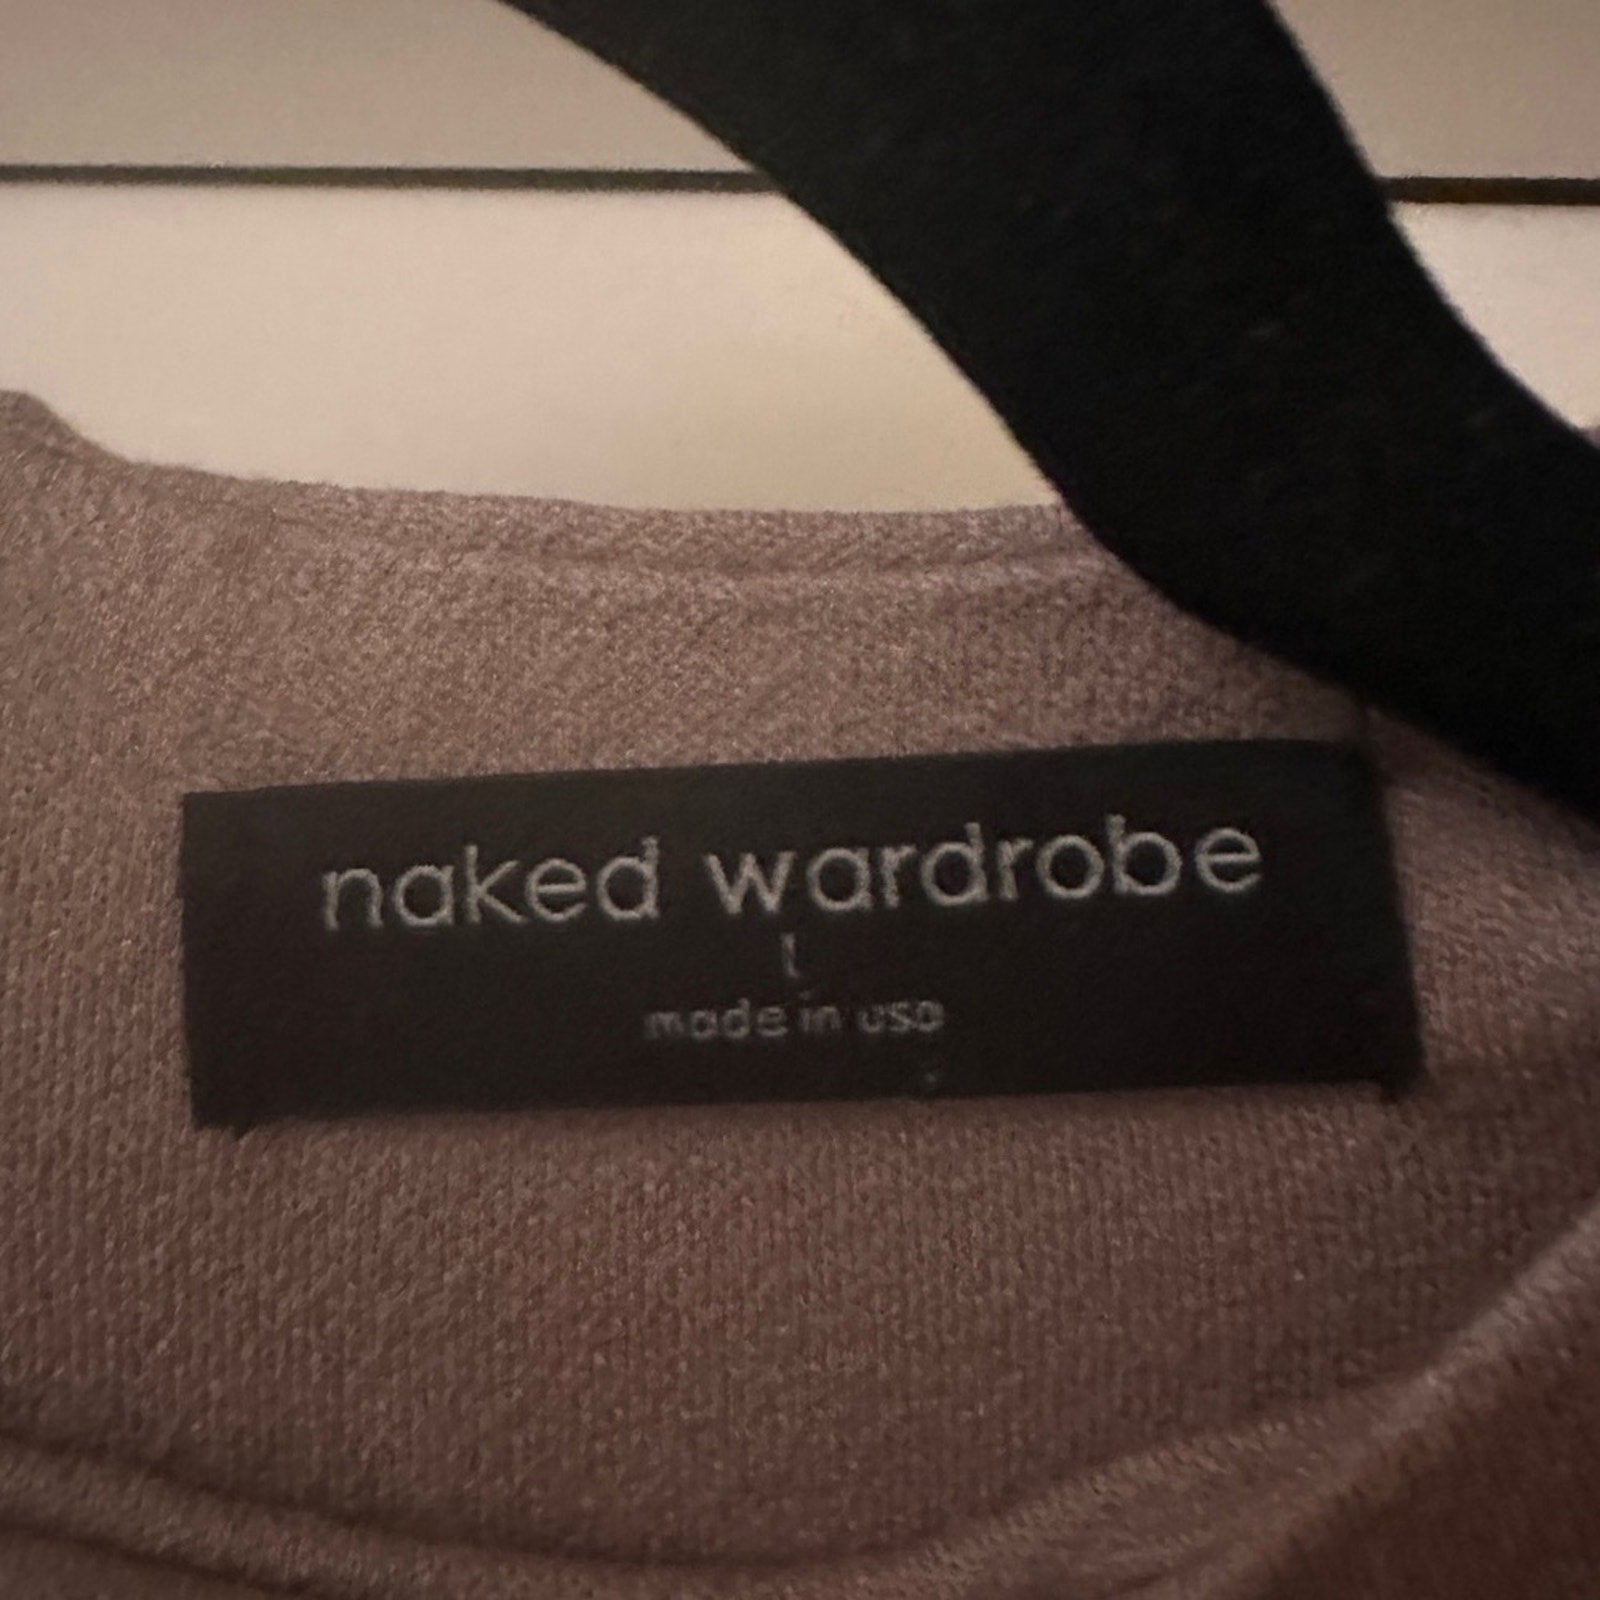 naked wardrobe
l
made in usa